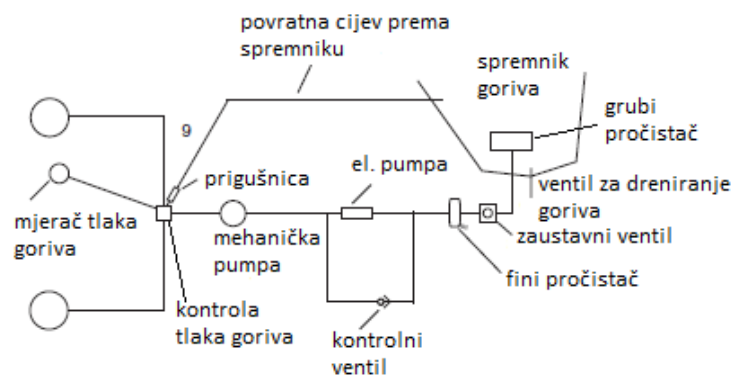 povratna cijev prema
spremniku
spremnik
goriva
grubi
pročistač
9
el. pumpa
prigušnica
ventil za dreniranje
goriva
mjerač tlaka
goriva
mehanička
pumpa
zaustavni ventil
fini pročistač
kontrola
tlaka goriva
kontrolni
ventil